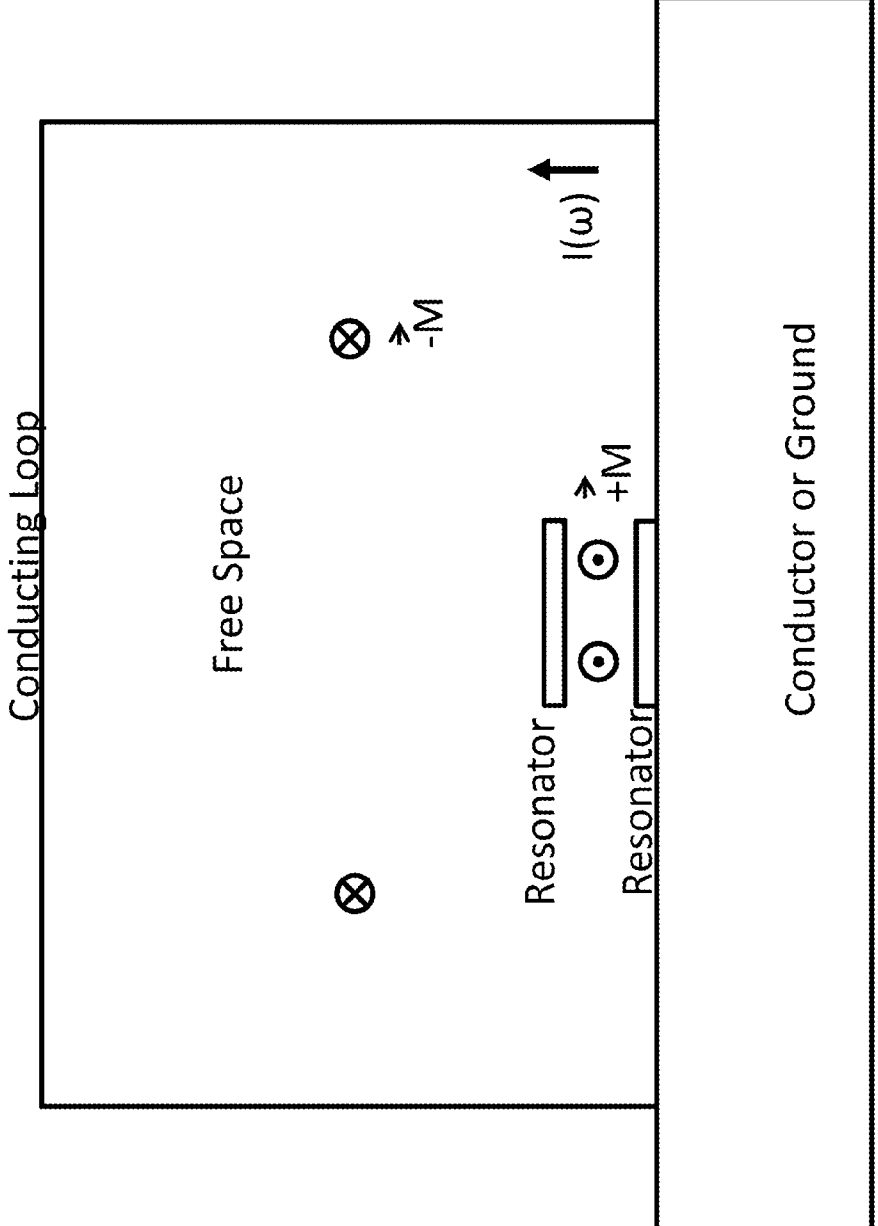 Conducting Loop
Free Space
-M
I(ω)
+M
Resonator
Resonator
Conductor or Ground